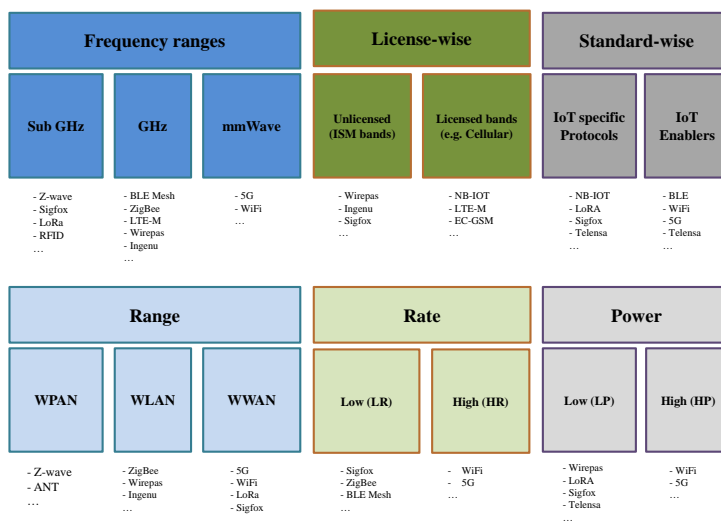 Frequency ranges
License-wise
Standard-wise
Sub GHz
GHz
mmWave
Unlicensed
(ISM bands)
Licensed bands
(e.g. Cellular)
IoT specific
Protocols
IoT
Enablers
- Z-wave
- Sigfox
- LoRa
- RFID
…
- BLE Mesh
- ZigBee
- LTE-M
- Wirepas
- Ingenu
…
- 5G
- WiFi
…
- Wirepas
- Ingenu
- Sigfox
…
- NB-IOT
- LTE-M
- EC-GSM
…
- NB-IOT
- LoRA
- Sigfox
- Telensa
…
- BLE
- WiFi
- 5G
- Telensa
…
Range
Rate
Power
WPAN
WLAN
WWAN
Low (LR)
High (HR)
Low (LP)
High (HP)
- Z-wave
- ANT
…
- ZigBee
- Wirepas
- Ingenu
…
- 5G
- WiFi
- LoRa
- Sigfox
- Sigfox
- ZigBee
- BLE Mesh
…
- WiFi
- 5G
…
- Wirepas
- LoRA
- Sigfox
- Telensa
…
- WiFi
- 5G
…